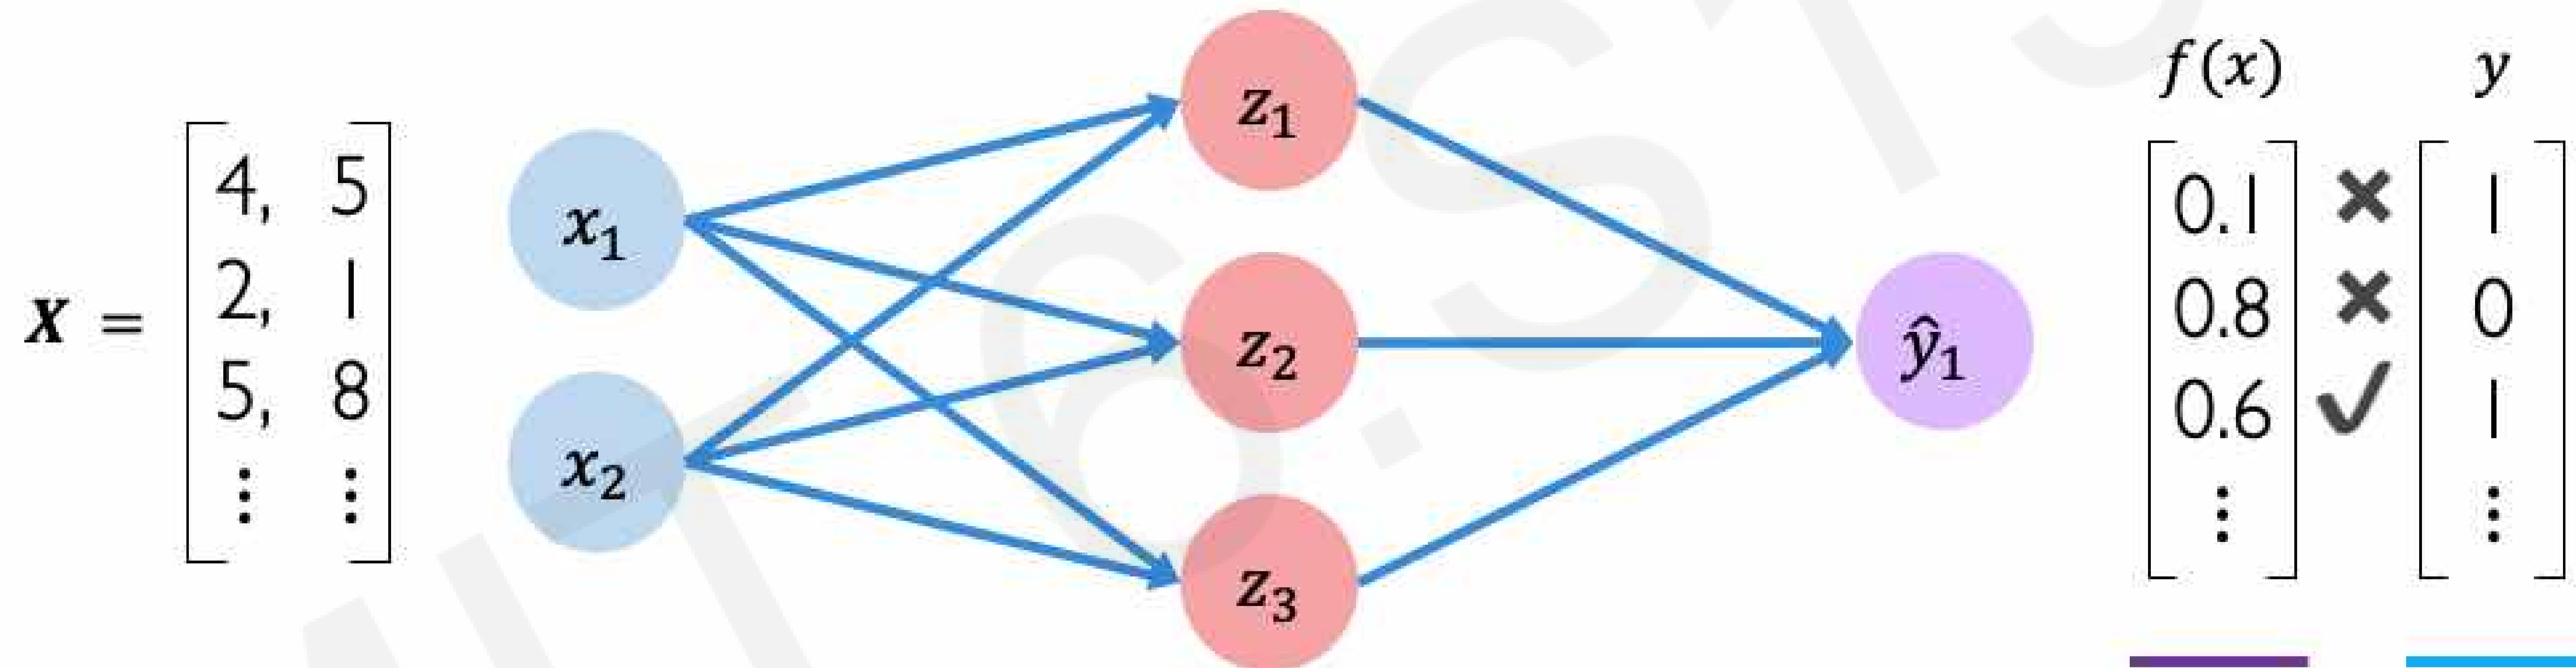 X =
4, 5
2, 1
5, 8
⋮ ⋮
x₁
x₂
z₁
z₂
z₃
ŷ₁
f(x) y
0.1 ✖ 1
0.8 ✖ 0
0.6 ✓ 1
⋮ ⋮